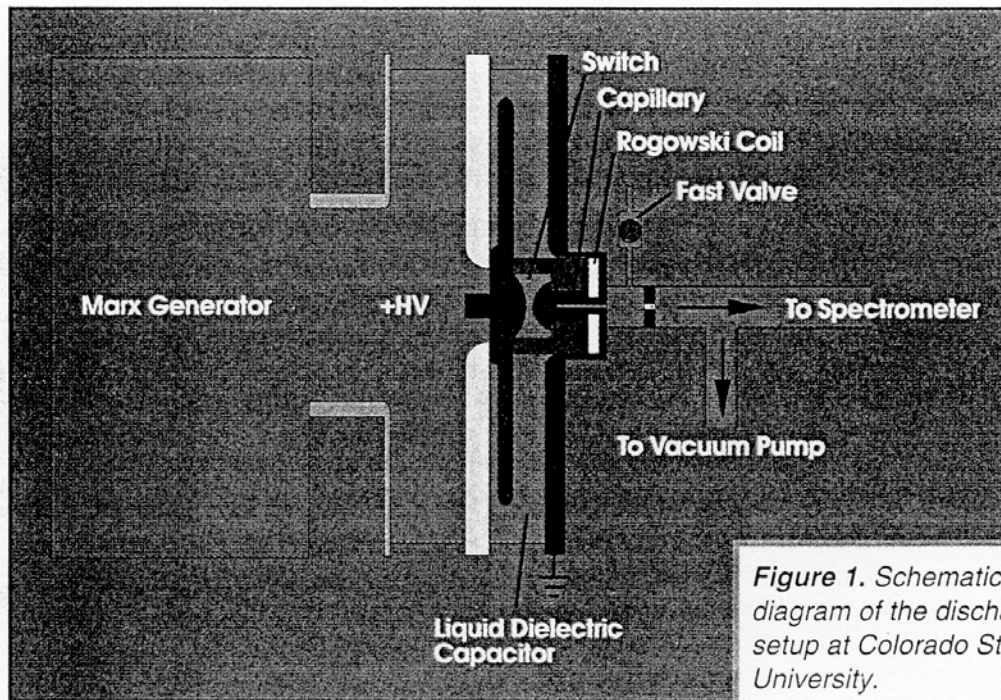 Switch
Capillary
Rogowski Coil
Fast Valve
Marx Generator
+HV
To Spectrometer
To Vacuum Pump
Liquid Dielectric
Capacitor
Figure 1. Schematic
diagram of the discha
setup at Colorado St
University.